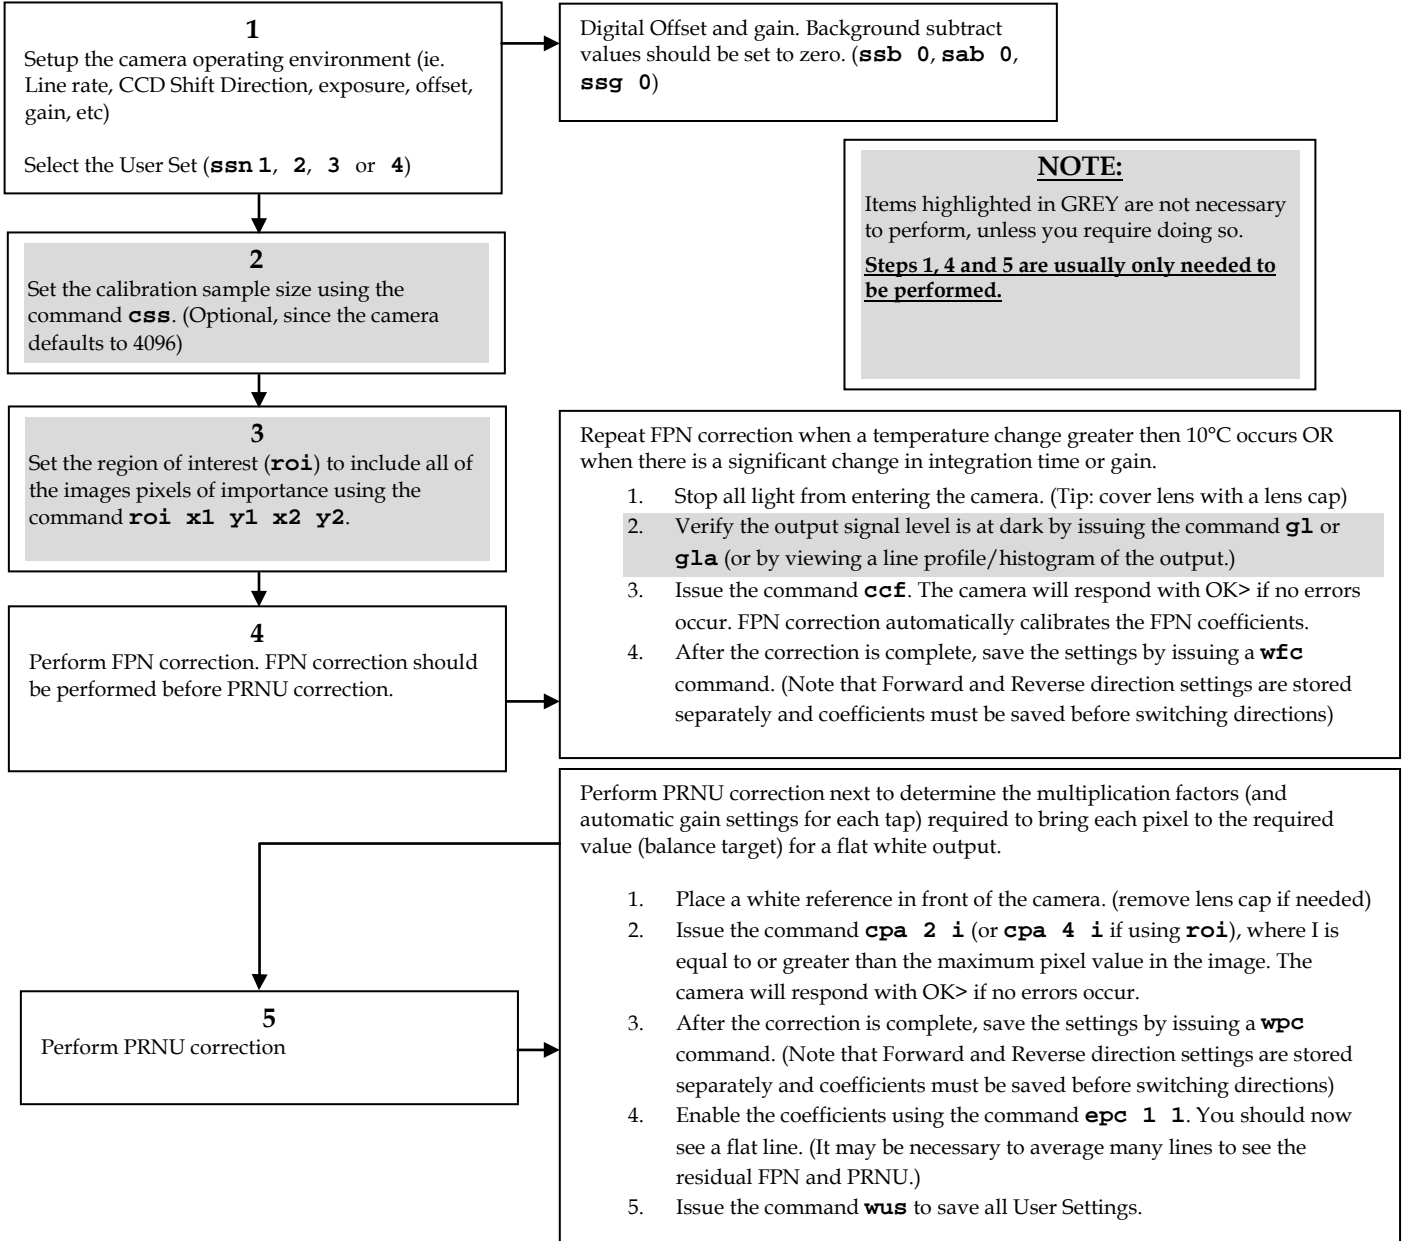 1
Setup the camera operating environment (ie.
Line rate, CCD Shift Direction, exposure, offset,
gain, etc)
Select the User Set (ssn 1, 2, 3 or 4)
Digital Offset and gain. Background subtract
values should be set to zero. (ssb 0, sab 0,
ssg 0)
NOTE:
Items highlighted in GREY are not necessary
to perform, unless you require doing so.
Steps 1, 4 and 5 are usually only needed to
be performed.
2
Set the calibration sample size using the
command css. (Optional, since the camera
defaults to 4096)
3
Set the region of interest (roi) to include all of
the images pixels of importance using the
command roi x1 y1 x2 y2.
4
Perform FPN correction. FPN correction should
be performed before PRNU correction.
Repeat FPN correction when a temperature change greater then 10°C occurs OR
when there is a significant change in integration time or gain.
1. Stop all light from entering the camera. (Tip: cover lens with a lens cap)
2. Verify the output signal level is at dark by issuing the command gl or
gla (or by viewing a line profile/histogram of the output.)
3. Issue the command ccf. The camera will respond with OK> if no errors
occur. FPN correction automatically calibrates the FPN coefficients.
4. After the correction is complete, save the settings by issuing a wfc
command. (Note that Forward and Reverse direction settings are stored
separately and coefficients must be saved before switching directions)
5
Perform PRNU correction
Perform PRNU correction next to determine the multiplication factors (and
automatic gain settings for each tap) required to bring each pixel to the required
value (balance target) for a flat white output.
1. Place a white reference in front of the camera. (remove lens cap if needed)
2. Issue the command cpa 2 i (or cpa 4 i if using roi), where I is
equal to or greater than the maximum pixel value in the image. The
camera will respond with OK> if no errors occur.
3. After the correction is complete, save the settings by issuing a wpc
command. (Note that Forward and Reverse direction settings are stored
separately and coefficients must be saved before switching directions)
4. Enable the coefficients using the command epc 1 1. You should now
see a flat line. (It may be necessary to average many lines to see the
residual FPN and PRNU.)
5. Issue the command wus to save all User Settings.